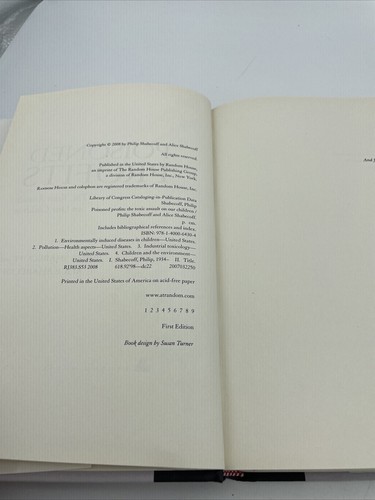 Copyright © 2008 by Philip Shabecoff and Alice Shabecoff
All rights reserved.
Published in the United States by Random House,
an imprint of The Random House Publishing Group,
a division of Random House, Inc., New York.
Random House and colophon are registered trademarks of Random House, Inc.
Library of Congress Cataloging-in-Publication Data
Shabecoff, Philip.
Poisoned profits: the toxic assault on our children /
Philip Shabecoff and Alice Shabecoff.
p. cm.
Includes bibliographical references and index.
ISBN: 978-1-4000-6430-4
1. Environmentally induced diseases in children—United States.
2. Pollution—Health aspects—United States. 3. Industrial toxicology—
United States. 4. Children and the environment—
United States. I. Shabecoff, Philip, 1934– II. Title.
RJ383.S53 2008 618.9298—dc22 2007032250
Printed in the United States of America on acid-free paper
www.atrandom.com
1 2 3 4 5 6 7 8 9
First Edition
Book design by Susan Turner
And